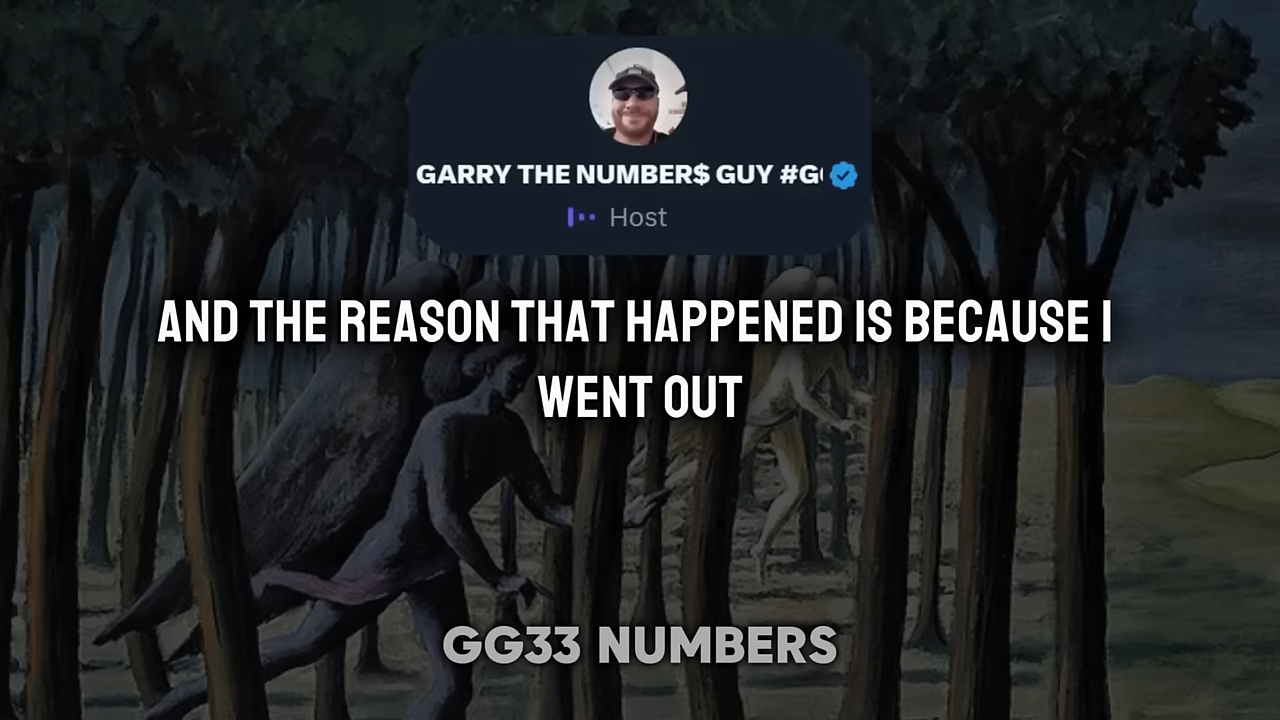 GARRY THE NUMBER$ GUY #G
Host
AND THE REASON THAT HAPPENED IS BECAUSE I
WENT OUT
GG33 NUMBERS